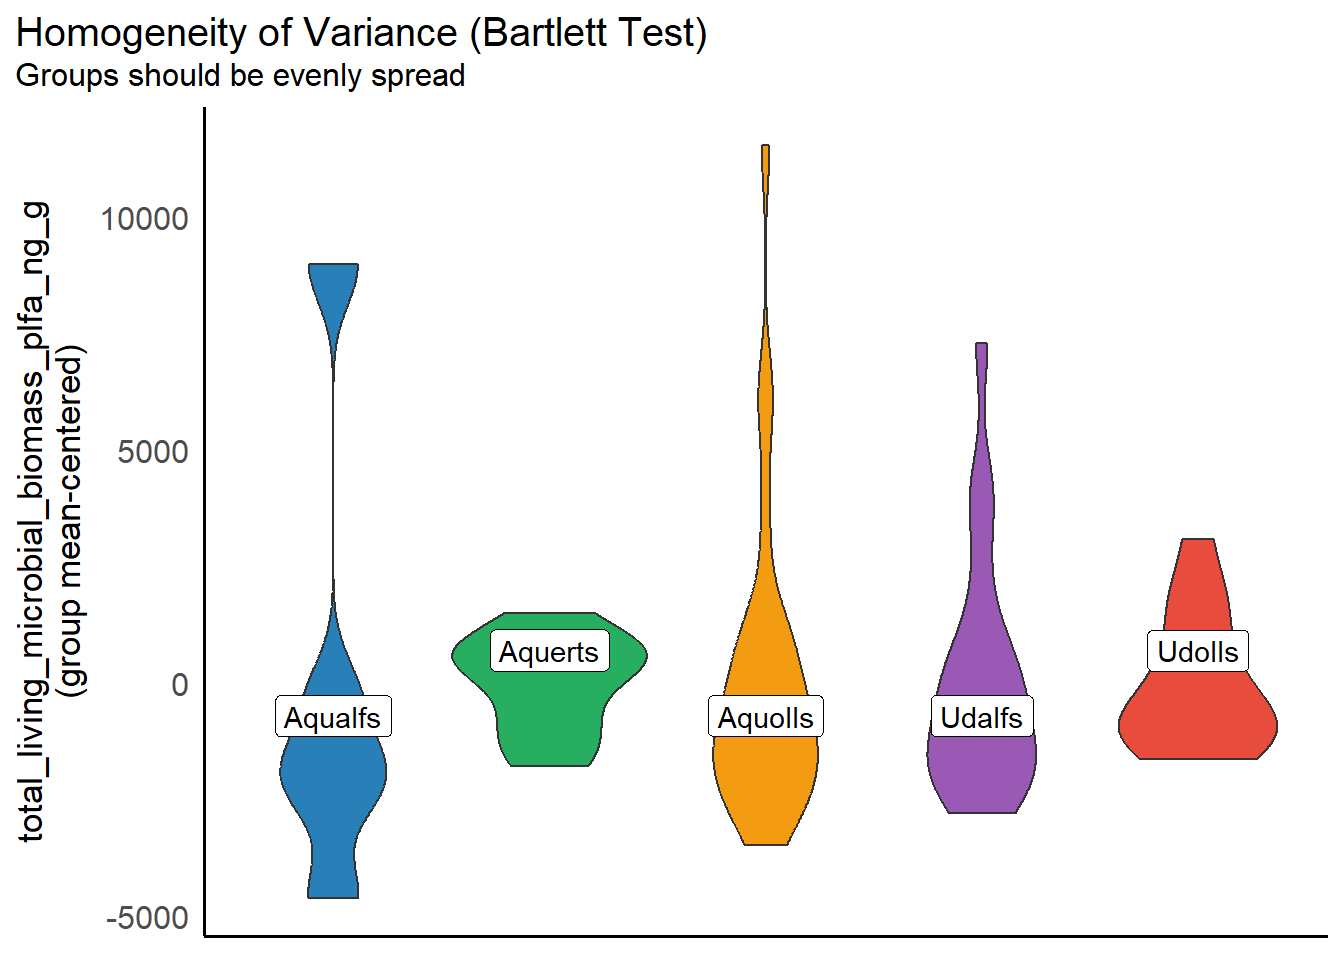 Homogeneity of Variance (Bartlett Test)
Groups should be evenly spread
total_living_microbial_biomass_plfa_ng_g
(group mean-centered)
10000
5000
0
-5000
Aqualfs
Aquerts
Aquolls
Udalfs
Udolls